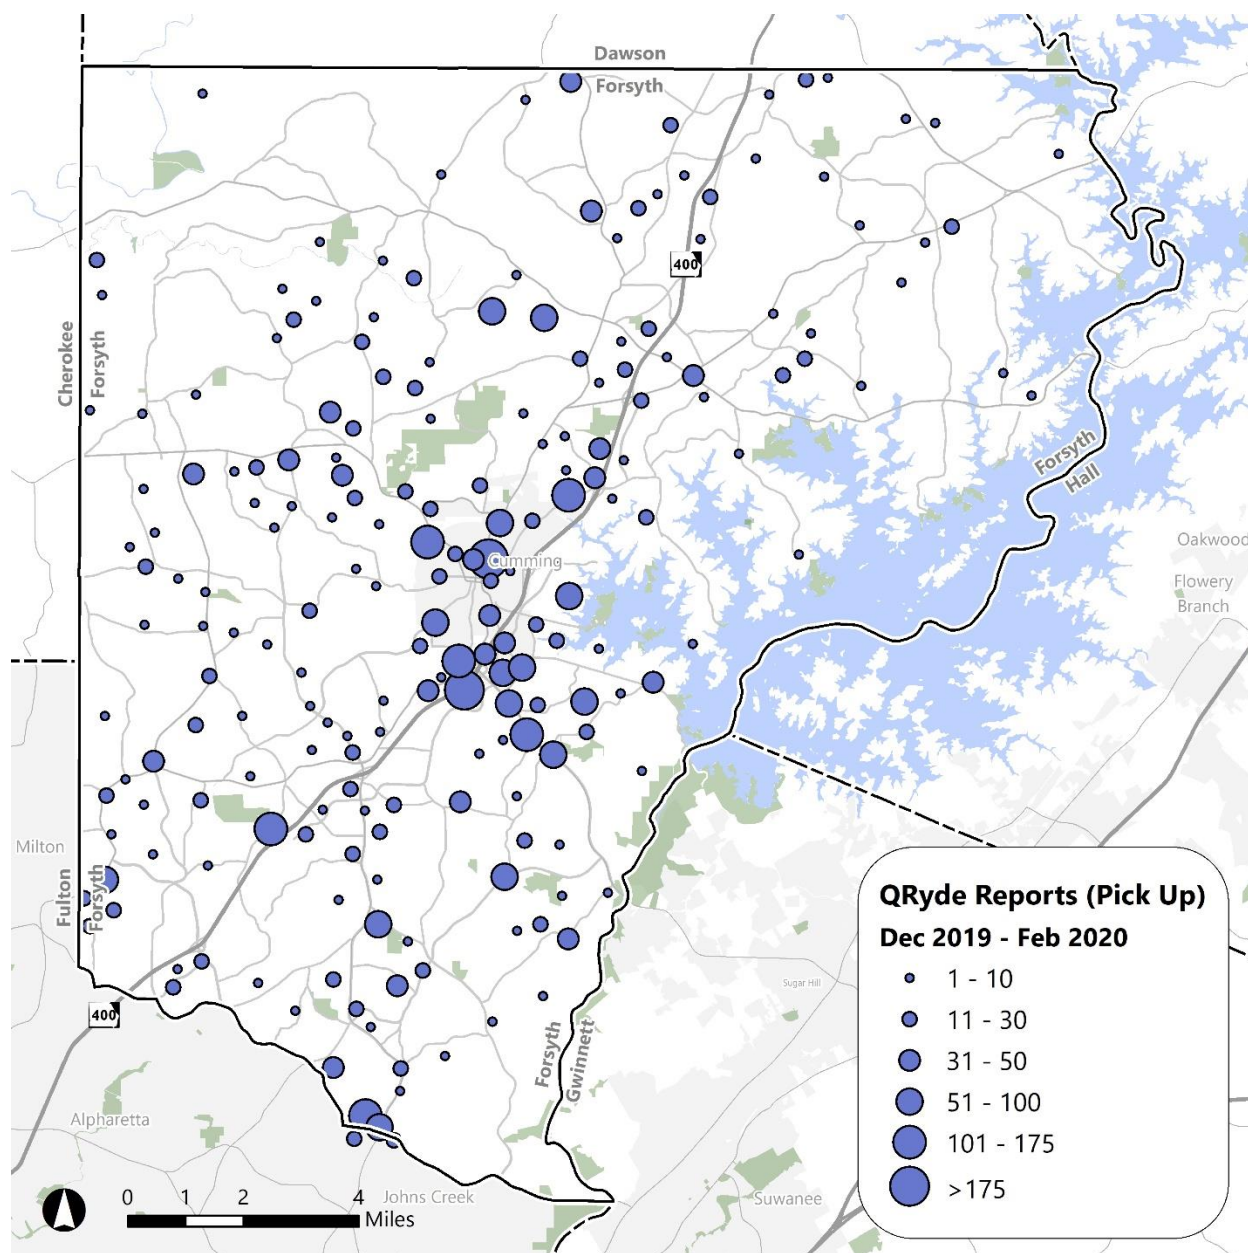 Dawson
Forsyth
400
Cherokee
Forsyth
Forsyth
Hall
Cumming
Oakwood
Flowery
Branch
Milton
Fulton
Forsyth
400
Sugar Hill
Forsyth
Gwinnett
Alpharetta
Johns Creek
Suwanee
QRyde Reports (Pick Up)
Dec 2019 - Feb 2020
1 - 10
11 - 30
31 - 50
51 - 100
101 - 175
>175
0 1 2 4
Miles